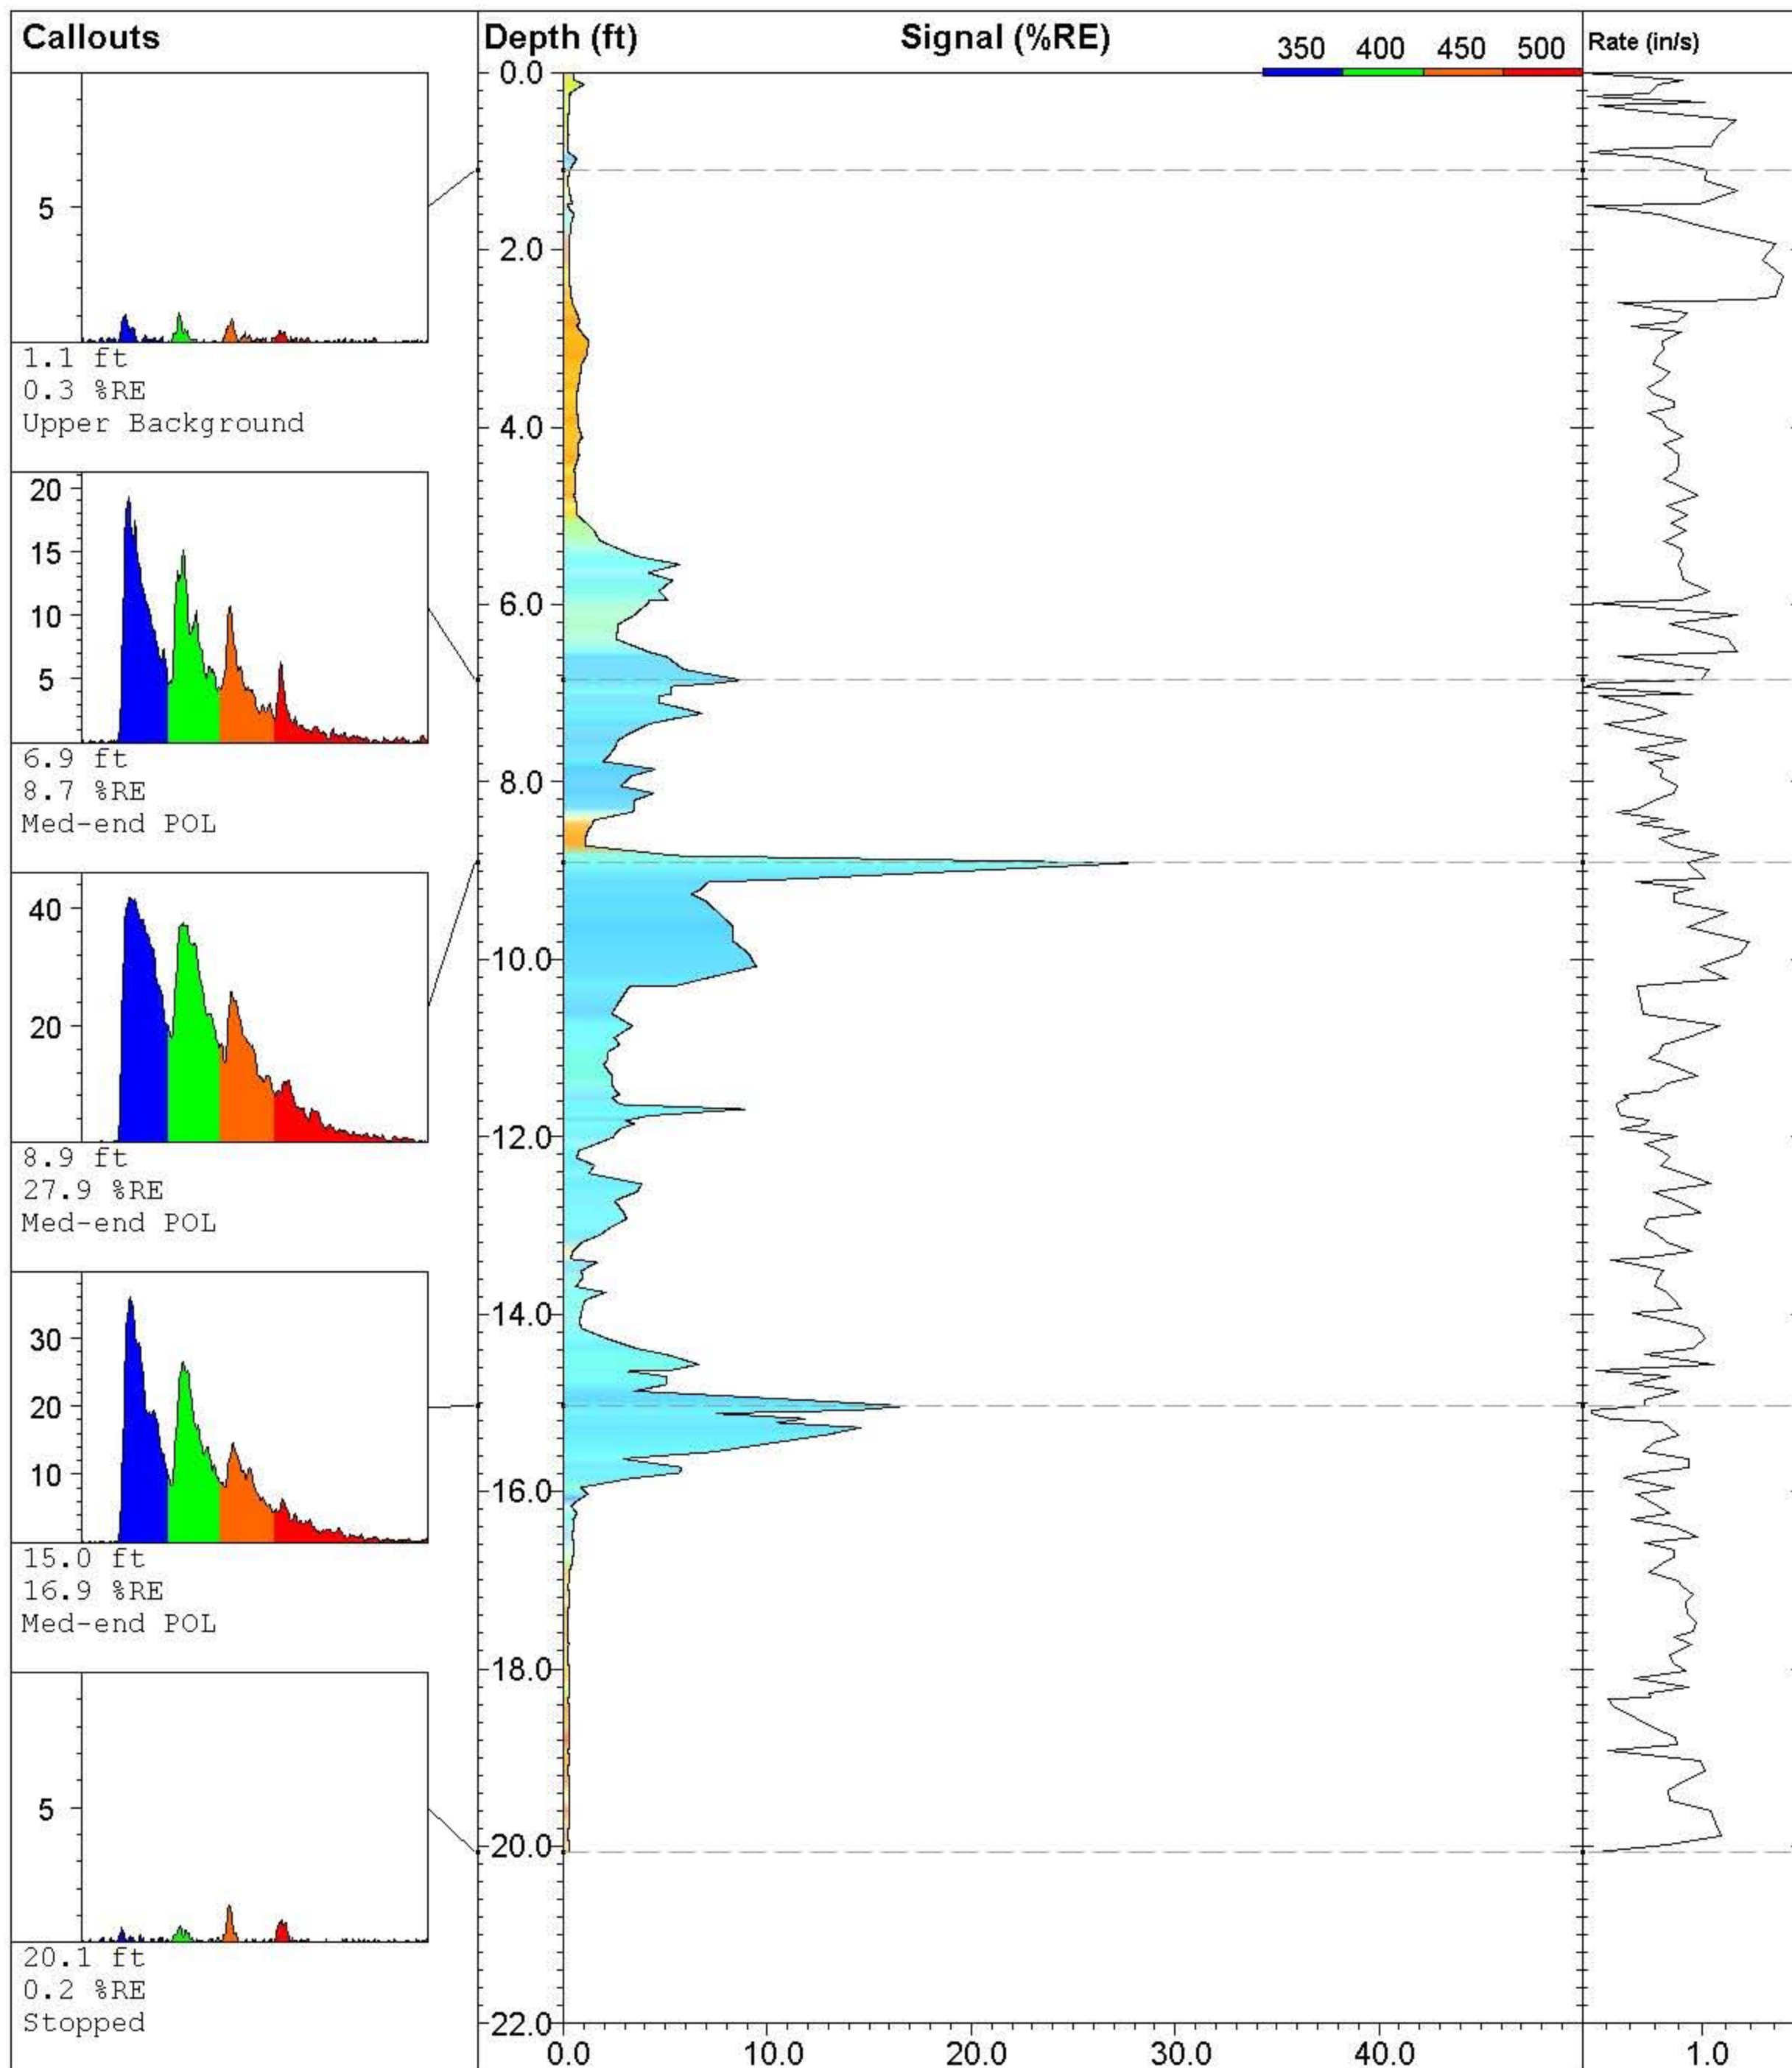 Callouts
5
1.1 ft
0.3 %RE
Upper Background
20
15
10
5
6.9 ft
8.7 %RE
Med-end POL
40
20
8.9 ft
27.9 %RE
Med-end POL
30
20
10
15.0 ft
16.9 %RE
Med-end POL
5
20.1 ft
0.2 %RE
Stopped
Depth (ft)
Signal (%RE)
350 400 450 500
Rate (in/s)
0.0
2.0
4.0
6.0
8.0
10.0
12.0
14.0
16.0
18.0
20.0
22.0
0.0 10.0 20.0 30.0 40.0
1.0